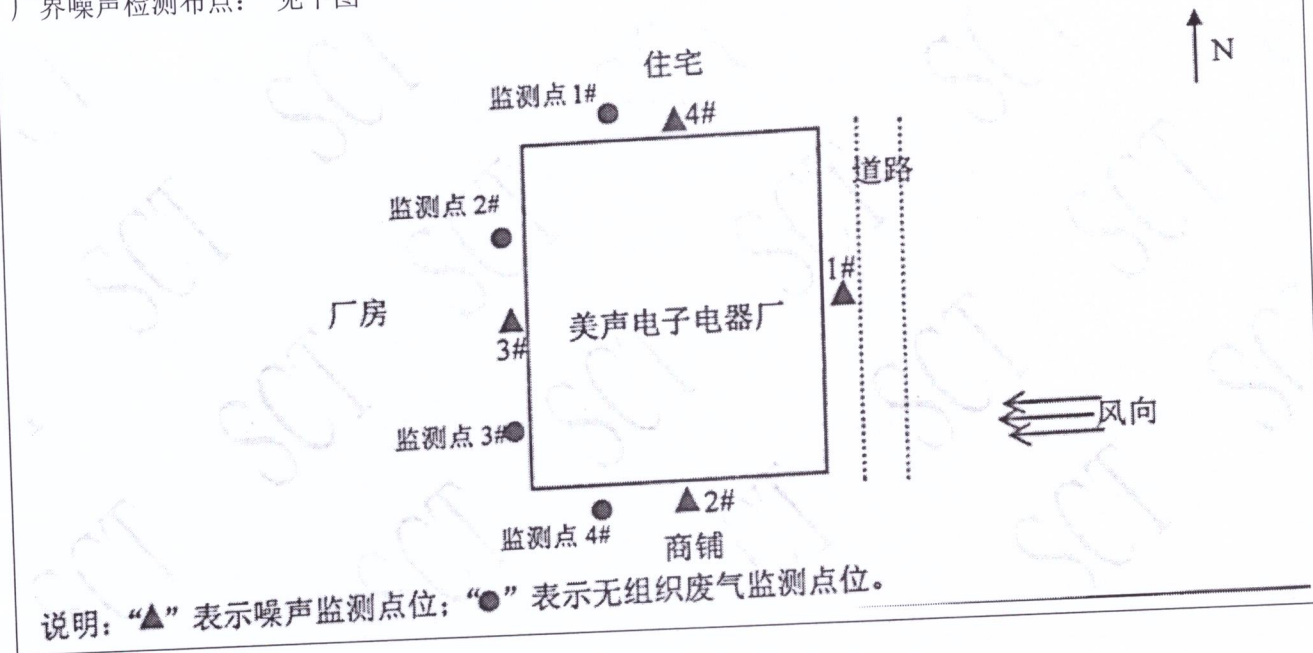 厂界噪声检测布点： 见下图
N
住宅
监测点 1#
▲4#
道路
监测点 2#
1#
厂房
3#
美声电子电器厂
风向
监测点 3#
▲2#
监测点 4#
商铺
说明：“▲”表示噪声监测点位；“●”表示无组织废气监测点位。
SCT